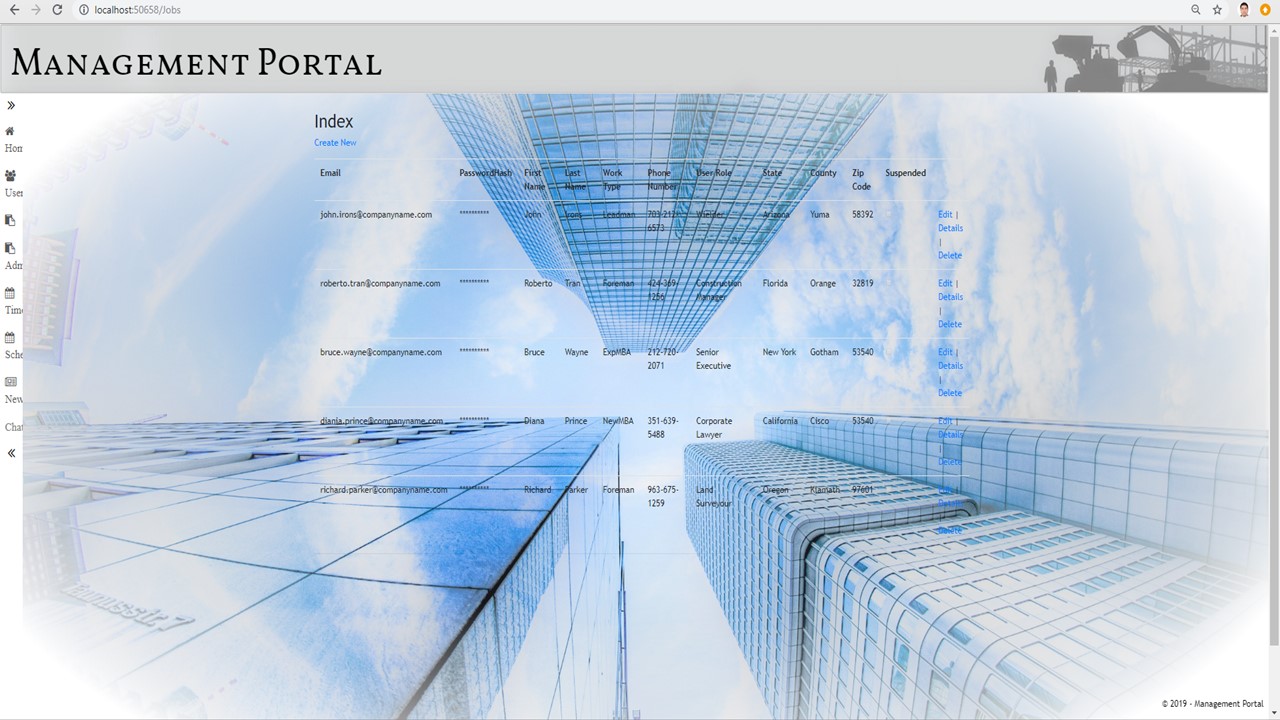 localhost:50658/Jobs
Management Portal
Index
Create New
Email PasswordHash First Name Last Name Work Type Phone Number User Role State County Zip Code Suspended
john.irons@companyname.com ********** John Irons Leadman 703-212-6573 Welder Arizona Yuma 58392 Edit | Details | Delete
roberto.tran@companyname.com ********** Roberto Tran Foreman 424-369-1256 Construction Manager Florida Orange 32819 Edit | Details | Delete
bruce.wayne@companyname.com ********** Bruce Wayne ExpMBA 212-720-2071 Senior Executive New York Gotham 53540 Edit | Details | Delete
diania.prince@companyname.com ********** Diana Prince NewMBA 351-639-5488 Corporate Lawyer California Cisco 53540 Edit | Details | Delete
richard.parker@companyname.com ********** Richard Parker Foreman 963-675-1259 Land Surveyour Oregon Klamath 97601 Edit | Details | Delete
»
Hom
User
Adm
Time
Sche
New
Chat
«
© 2019 - Management Portal